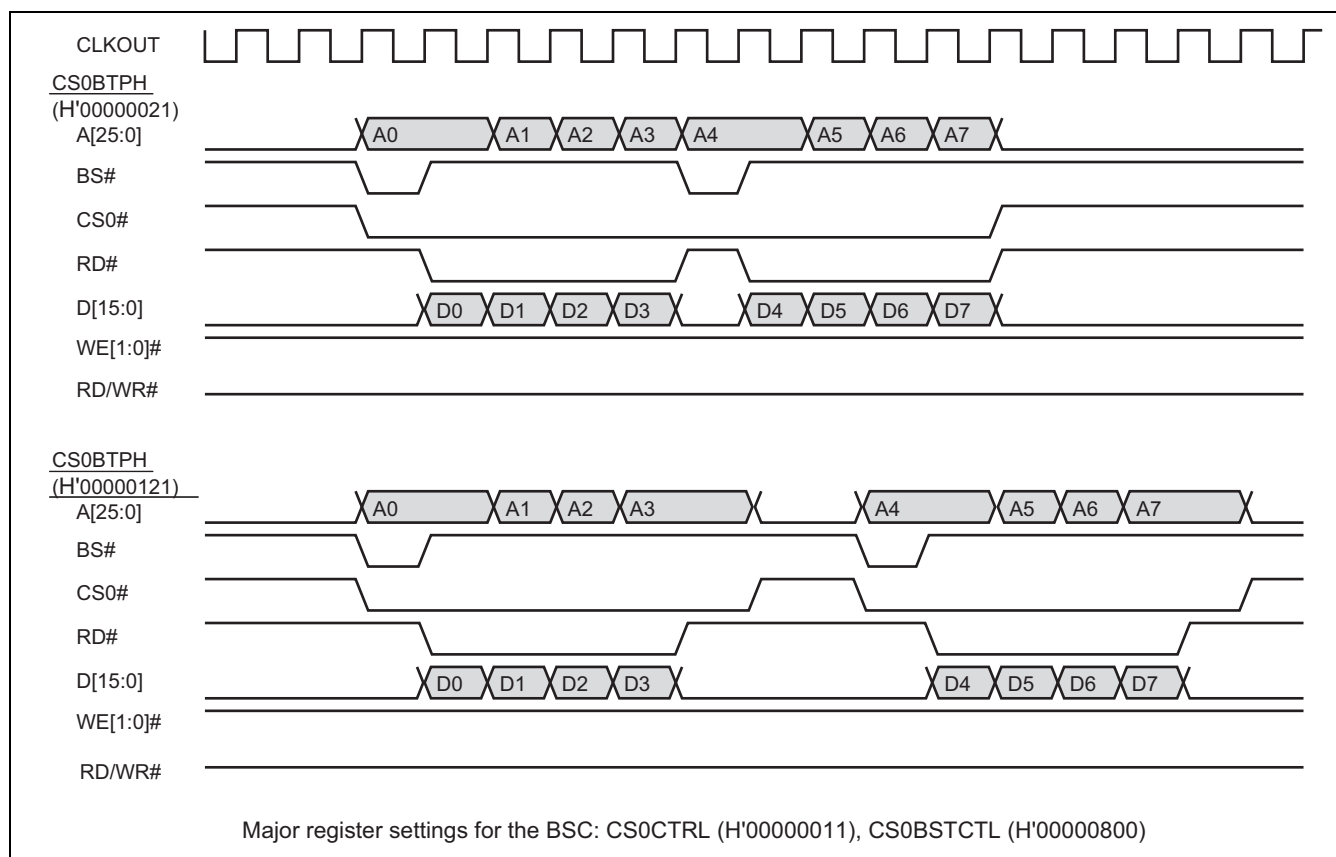 CLKOUT
CS0BTPH
(H'00000021)
A[25:0] A0 A1 A2 A3 A4 A5 A6 A7
BS#
CS0#
RD#
D[15:0] D0 D1 D2 D3 D4 D5 D6 D7
WE[1:0]#
RD/WR#
CS0BTPH
(H'00000121)
A[25:0] A0 A1 A2 A3 A4 A5 A6 A7
BS#
CS0#
RD#
D[15:0] D0 D1 D2 D3 D4 D5 D6 D7
WE[1:0]#
RD/WR#
Major register settings for the BSC: CS0CTRL (H'00000011), CS0BSTCTL (H'00000800)